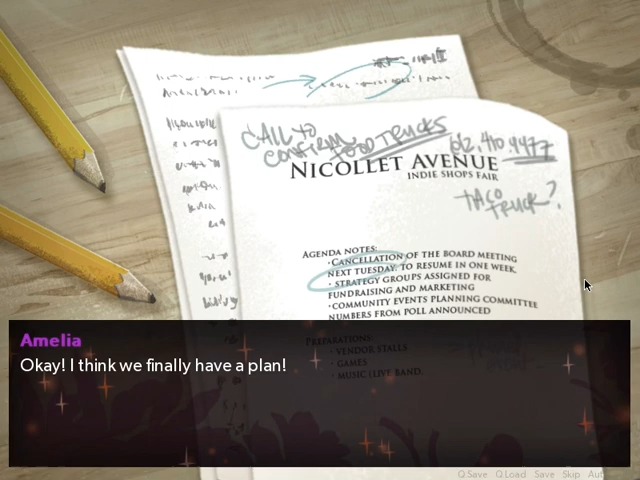 CALL TO
CONFIRM FOOD TRUCKS
612.410.4477
NICOLLET AVENUE
INDIE SHOPS FAIR
TACO
TRUCK?
AGENDA NOTES:
·CANCELLATION OF THE BOARD MEETING
NEXT TUESDAY, TO RESUME IN ONE WEEK
· STRATEGY GROUPS ASSIGNED FOR
FUNDRAISING AND MARKETING
·COMMUNITY EVENTS PLANNING COMMITTEE
NUMBERS FROM POLL ANNOUNCED
Amelia
Okay! I think we finally have a plan!
PREPARATIONS:
· VENDOR STALLS
· GAMES
· MUSIC (LIVE BAND,
Q.Save Q.Load Save Skip Aut